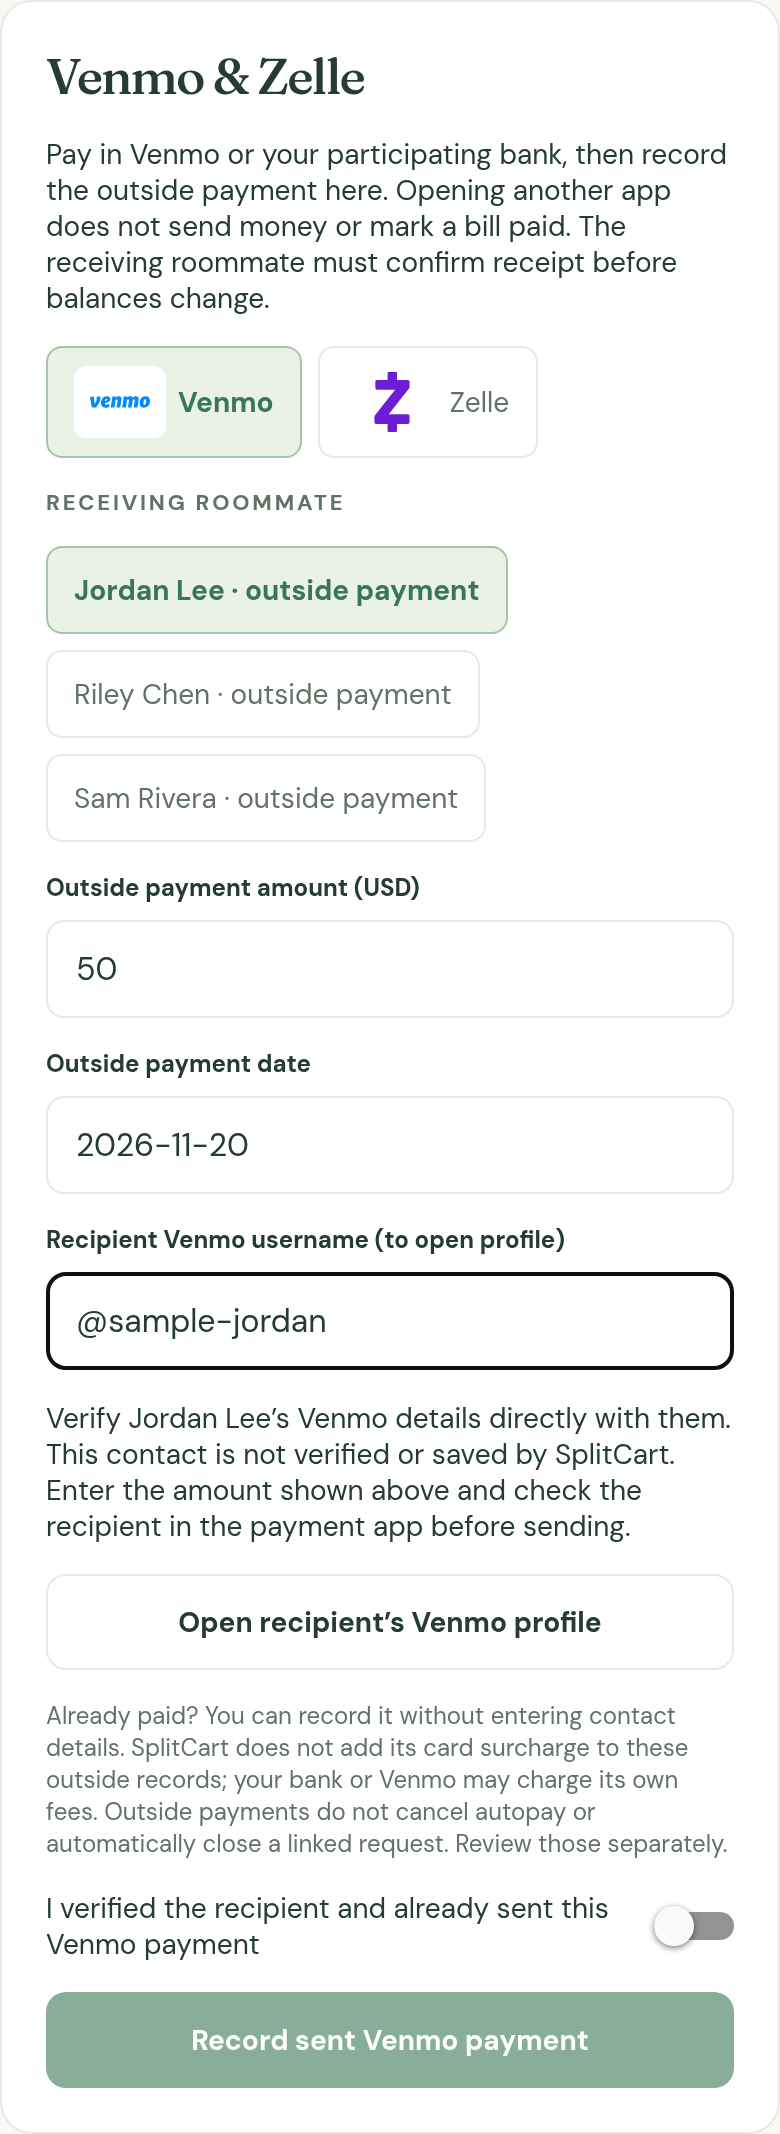 Venmo & Zelle
Pay in Venmo or your participating bank, then record
the outside payment here. Opening another app
does not send money or mark a bill paid. The
receiving roommate must confirm receipt before
balances change.
venmo Venmo
Zelle
RECEIVING ROOMMATE
Jordan Lee · outside payment
Riley Chen · outside payment
Sam Rivera · outside payment
Outside payment amount (USD)
50
Outside payment date
2026-11-20
Recipient Venmo username (to open profile)
@sample-jordan
Verify Jordan Lee’s Venmo details directly with them.
This contact is not verified or saved by SplitCart.
Enter the amount shown above and check the
recipient in the payment app before sending.
Open recipient’s Venmo profile
Already paid? You can record it without entering contact
details. SplitCart does not add its card surcharge to these
outside records; your bank or Venmo may charge its own
fees. Outside payments do not cancel autopay or
automatically close a linked request. Review those separately.
I verified the recipient and already sent this
Venmo payment
Record sent Venmo payment